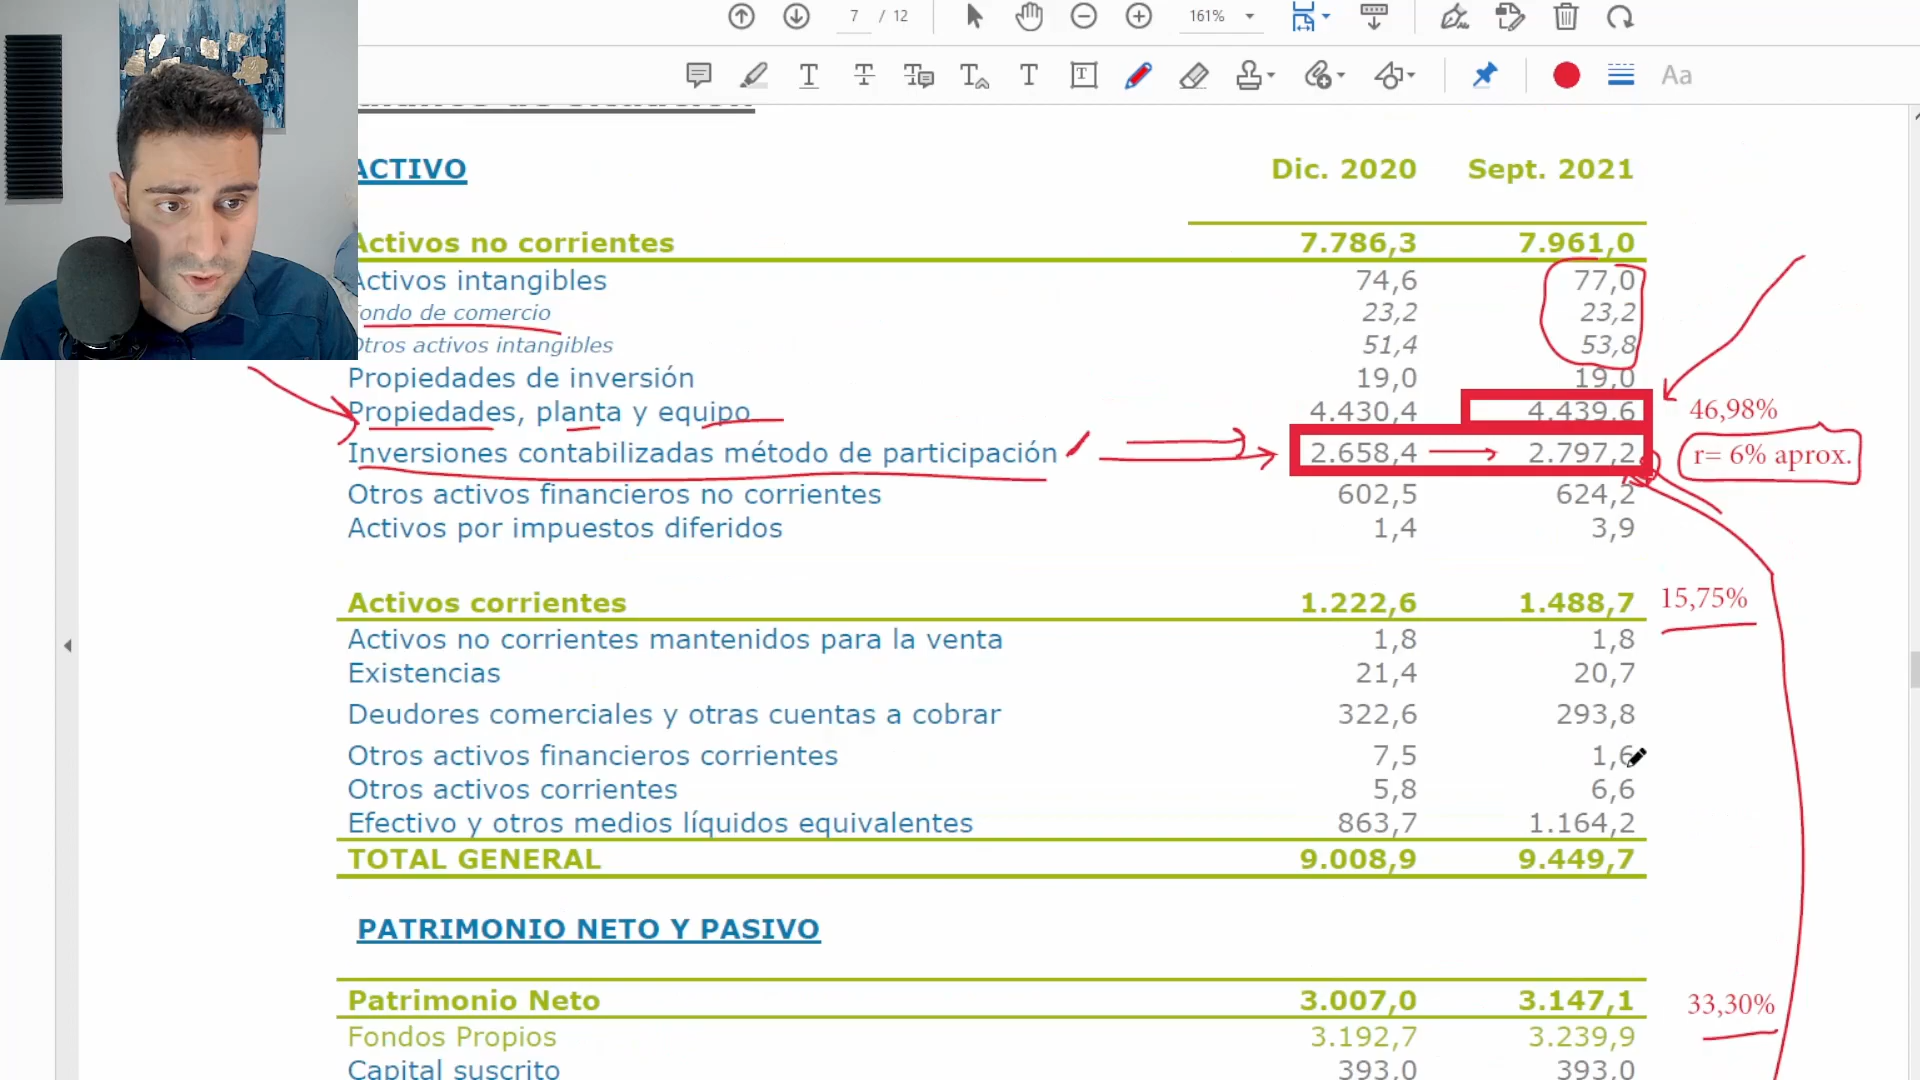 7 / 12
161%
T T T T T T Aa
ACTIVO Dic. 2020 Sept. 2021
Activos no corrientes 7.786,3 7.961,0
Activos intangibles 74,6 77,0
ondo de comercio 23,2 23,2
Otros activos intangibles 51,4 53,8
Propiedades de inversión 19,0 19,0
Propiedades, planta y equipo 4.430,4 4.439,6 46,98%
Inversiones contabilizadas método de participación 2.658,4 2.797,2 r= 6% aprox.
Otros activos financieros no corrientes 602,5 624,2
Activos por impuestos diferidos 1,4 3,9
Activos corrientes 1.222,6 1.488,7 15,75%
Activos no corrientes mantenidos para la venta 1,8 1,8
Existencias 21,4 20,7
Deudores comerciales y otras cuentas a cobrar 322,6 293,8
Otros activos financieros corrientes 7,5 1,6
Otros activos corrientes 5,8 6,6
Efectivo y otros medios líquidos equivalentes 863,7 1.164,2
TOTAL GENERAL 9.008,9 9.449,7
PATRIMONIO NETO Y PASIVO
Patrimonio Neto 3.007,0 3.147,1 33,30%
Fondos Propios 3.192,7 3.239,9
Capital suscrito 393,0 393,0